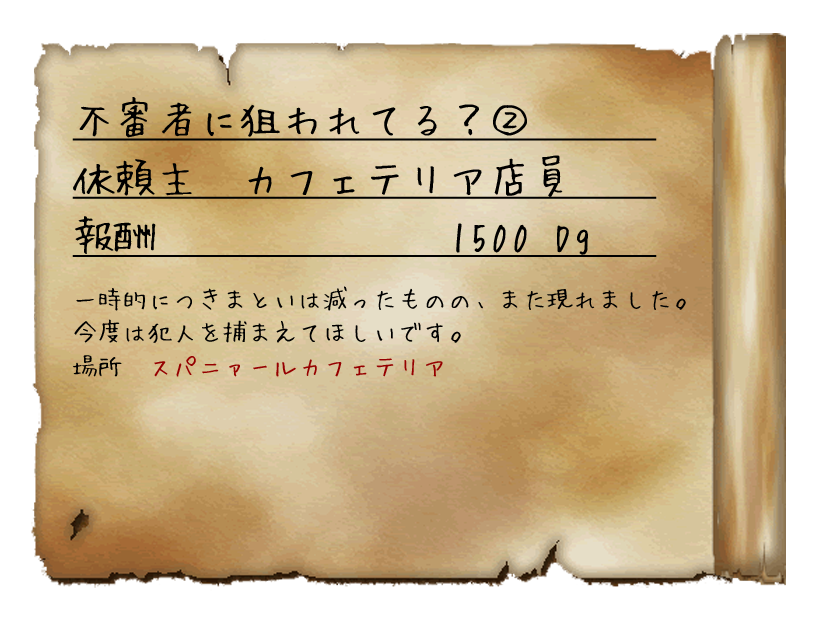 不審者に狙われてる？②
依頼主　カフェテリア店員
報酬　1500 Dg
一時的につきまといは減ったものの、また現れました。
今度は犯人を捕まえてほしいです。
場所　スパニァールカフェテリア